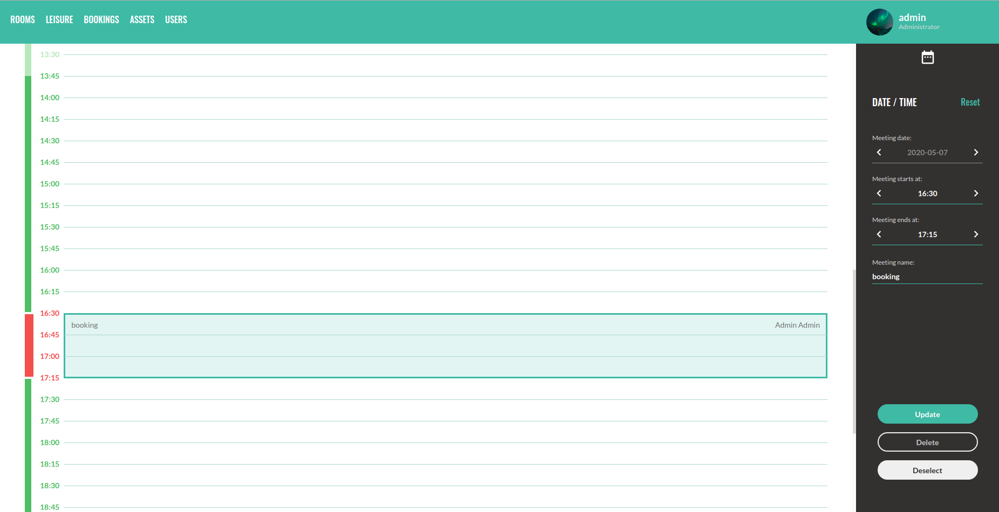 ROOMS LEISURE BOOKINGS ASSETS USERS
admin
Administrator
13:30
13:45
14:00
14:15
14:30
14:45
15:00
15:15
15:30
15:45
16:00
16:15
16:30
booking Admin Admin
16:45
17:00
17:15
17:30
17:45
18:00
18:15
18:30
18:45
DATE / TIME Reset
Meeting date:
2020-05-07
Meeting starts at:
16:30
Meeting ends at:
17:15
Meeting name:
booking
Update
Delete
Deselect